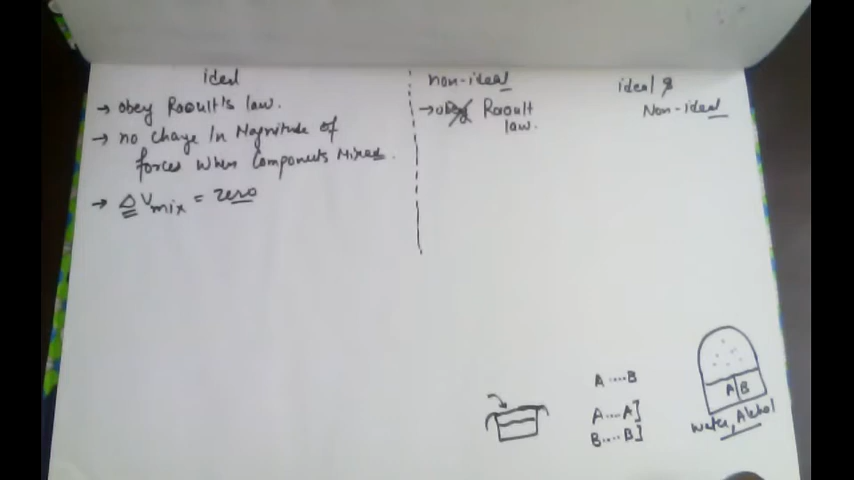 ideal
→ obey Raoult's law.
→ no change In Magnitude of
forces when Components Mixed.
→ ΔVmix = zero
non-ideal
→ obey Raoult
law.
ideal &
Non-ideal
A ---- B
A ---- A]
B ---- B]
A|B
Water, Alcohol